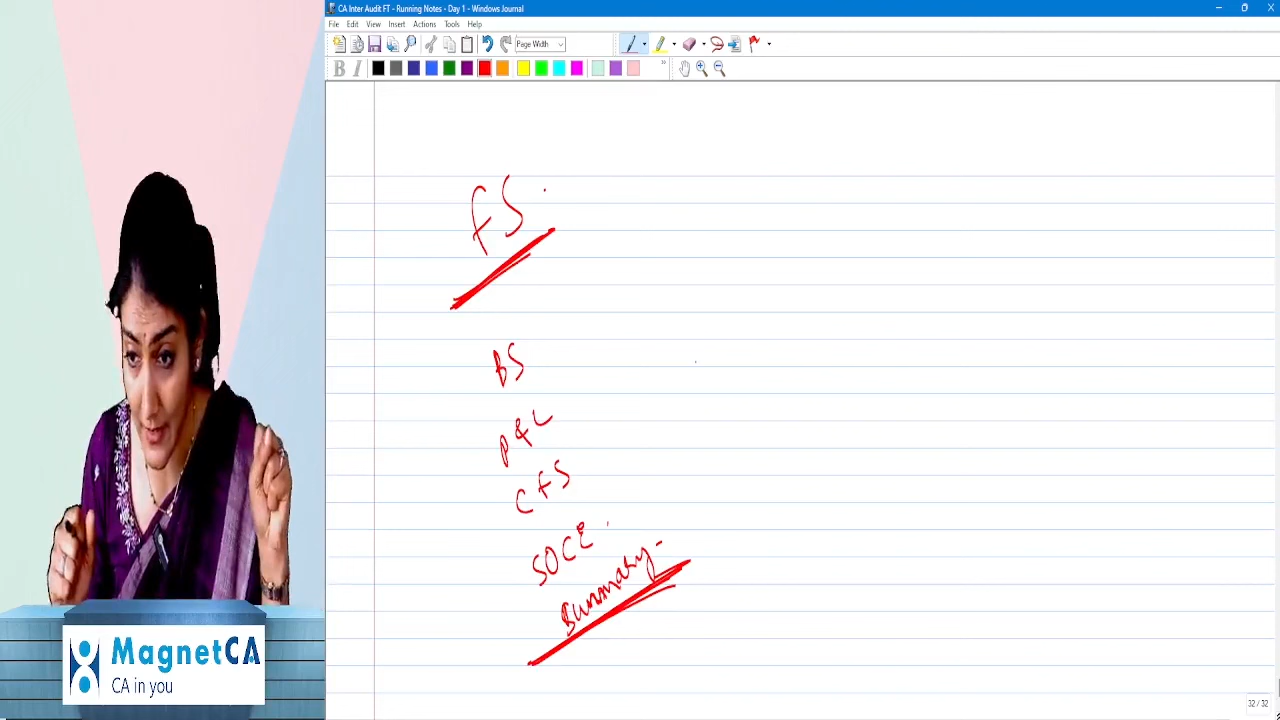 CA Inter Audit FT - Running Notes - Day 1 - Windows Journal
File Edit View Insert Actions Tools Help
Page Width
B I
FS
BS
P & L
CFS
SOCE
Summary.
MagnetCA
CA in you
32 / 32